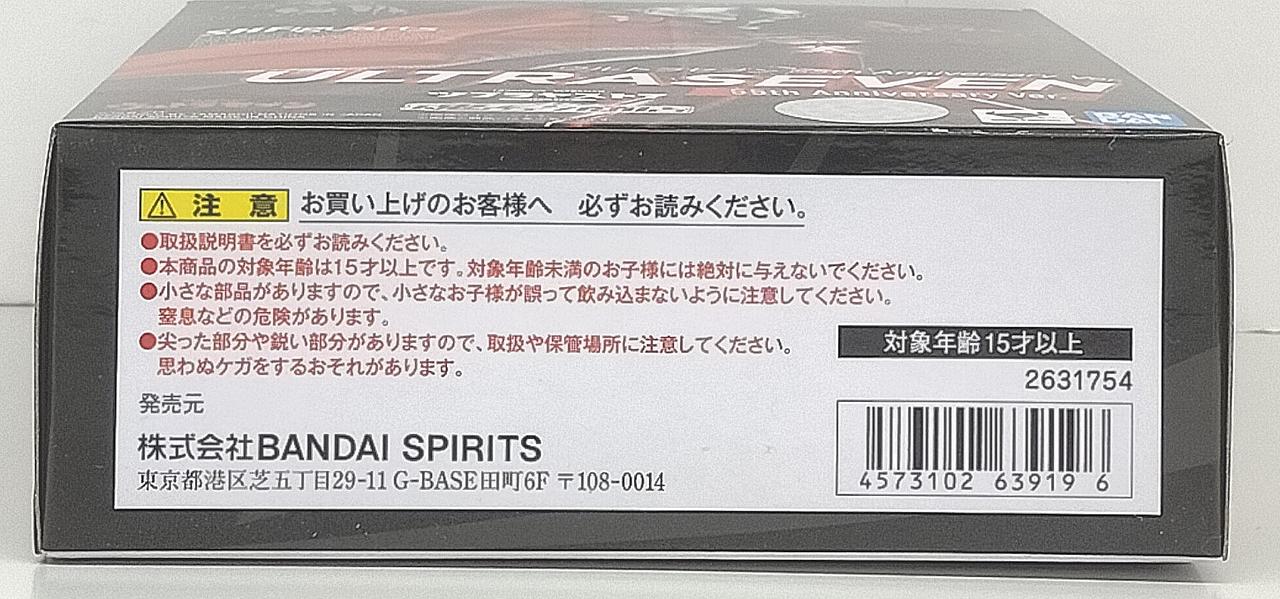 S.H.Figuarts
ULTRASEVEN
55th Anniversary Ver.
ウルトラセブン
BAN
DAI
⚠ 注 意 お買い上げのお客様へ 必ずお読みください。
●取扱説明書を必ずお読みください。
●本商品の対象年齢は15才以上です。対象年齢未満のお子様には絶対に与えないでください。
●小さな部品がありますので、小さなお子様が誤って飲み込まないように注意してください。
窒息などの危険があります。
●尖った部分や鋭い部分がありますので、取扱や保管場所に注意してください。
思わぬケガをするおそれがあります。
対象年齢15才以上
2631754
発売元
株式会社BANDAI SPIRITS
東京都港区芝五丁目29-11 G-BASE田町6F 〒108-0014
4573102 63919 6